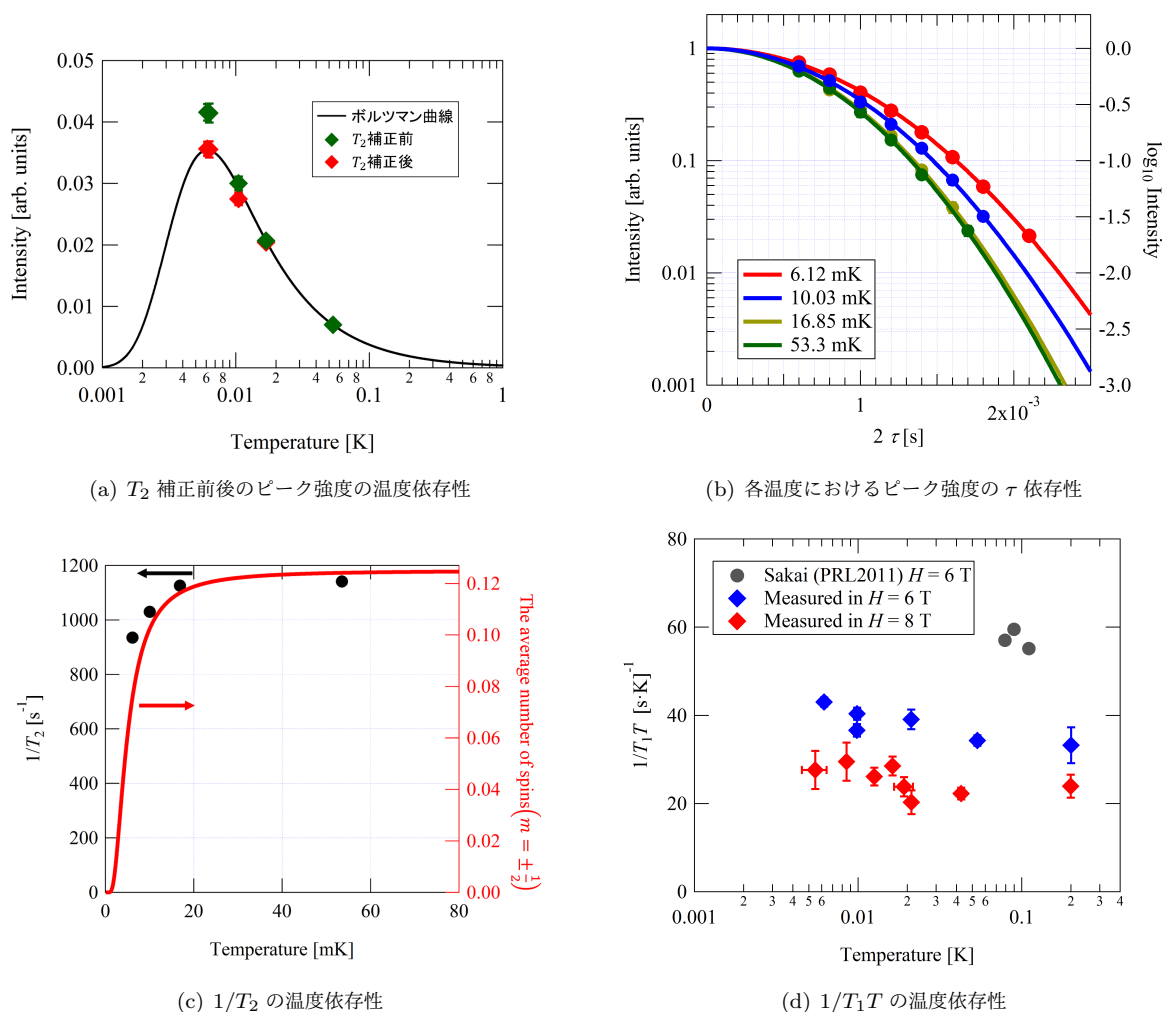 0.05
0.04
0.03
0.02
0.01
0.00
Intensity [arb. units]
ボルツマン曲線
T2補正前
T2補正後
2 4 6 8 2 4 6 8 2 4 6 8
0.001 0.01 0.1 1
Temperature [K]
(a) T2 補正前後のピーク強度の温度依存性
1
0.1
0.01
0.001
Intensity [arb. units]
0.0
-0.5
-1.0
-1.5
-2.0
-2.5
-3.0
log10 Intensity
6.12 mK
10.03 mK
16.85 mK
53.3 mK
0 1 2x10-3
2 τ [s]
(b) 各温度におけるピーク強度の τ 依存性
1200
1000
800
600
400
200
0
1/T2 [s-1]
0.12
0.10
0.08
0.06
0.04
0.02
0.00
The average number of spins(m = ±1/2)
0 20 40 60 80
Temperature [mK]
(c) 1/T2 の温度依存性
80
60
40
20
0
1/T1T [s·K]-1
Sakai (PRL2011) H = 6 T
Measured in H = 6 T
Measured in H = 8 T
2 3 4 5 6 2 3 4 5 6 2 3 4
0.001 0.01 0.1
Temperature [K]
(d) 1/T1T の温度依存性